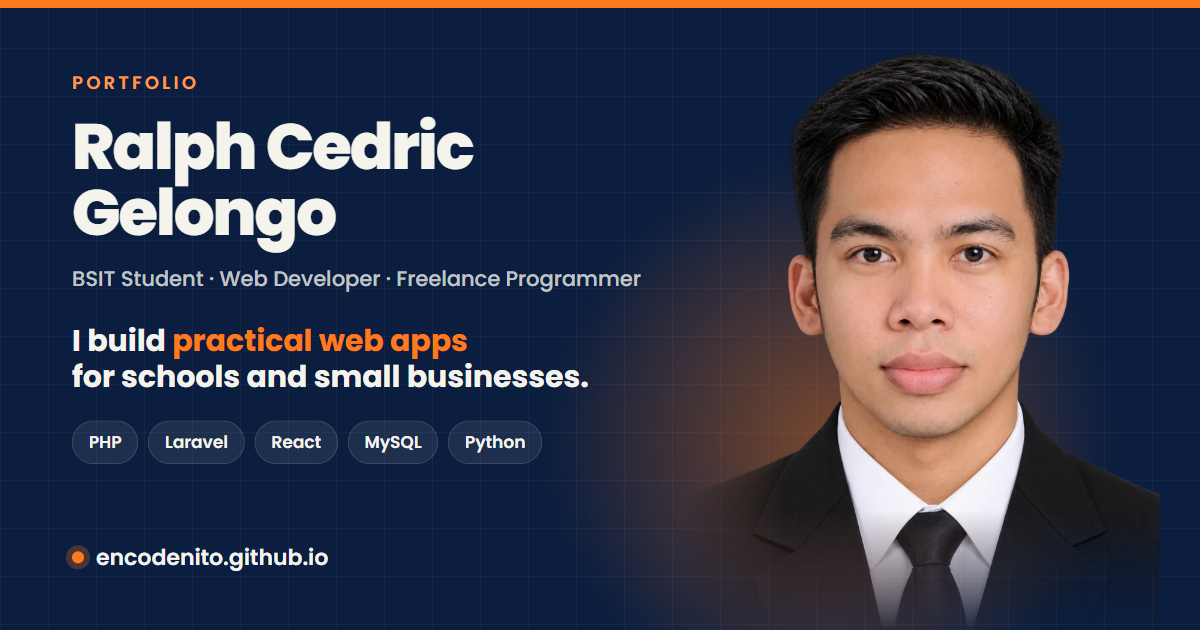 PORTFOLIO
Ralph Cedric
Gelongo
BSIT Student · Web Developer · Freelance Programmer
I build practical web apps
for schools and small businesses.
PHP Laravel React MySQL Python
encodenito.github.io